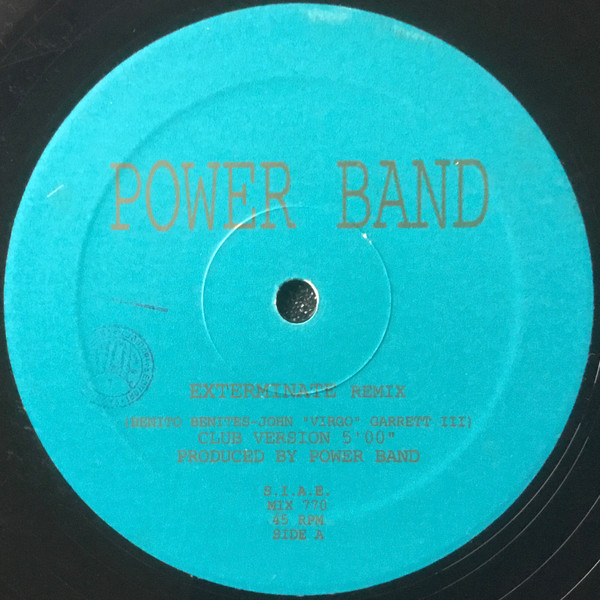 POWER BAND
EXTERMINATE REMIX
(BENITO BENITES-JOHN "VIRGO" GARRETT III)
CLUB VERSION 5'00"
PRODUCED BY POWER BAND
S.I.A.E.
MIX 770
45 RPM
SIDE A